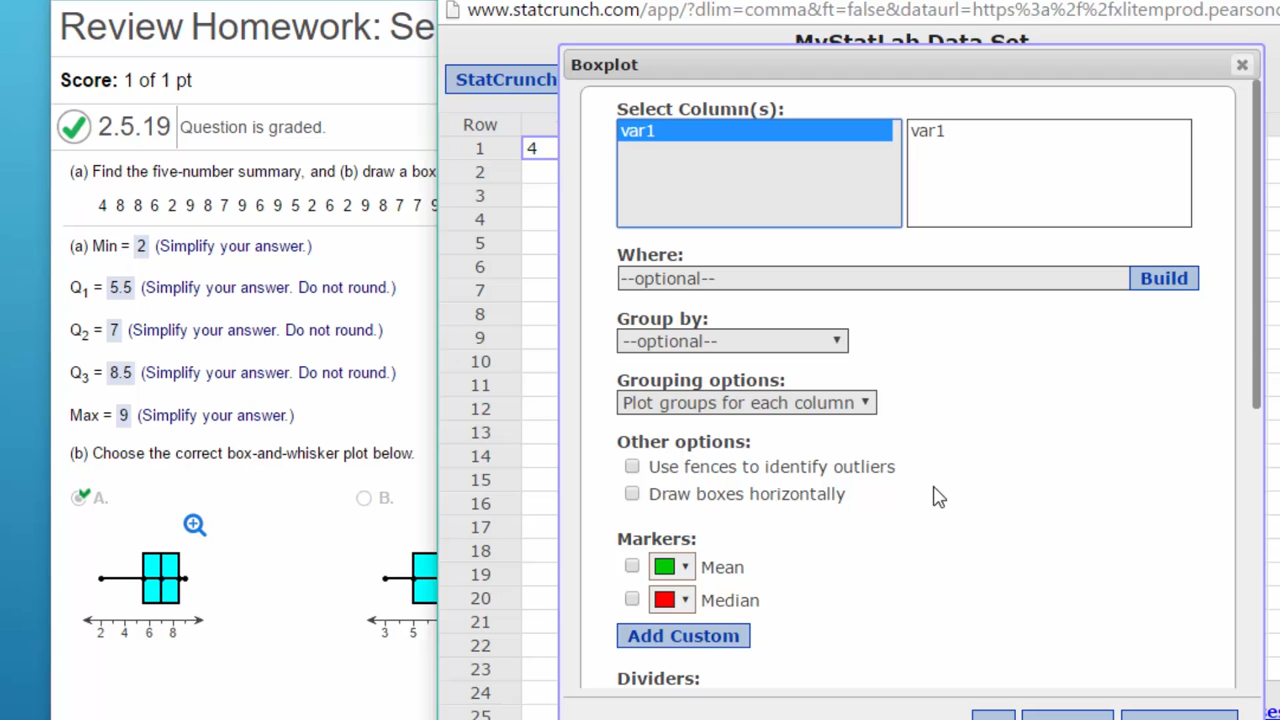 Review Homework: Se
Score: 1 of 1 pt
2.5.19 Question is graded.
(a) Find the five-number summary, and (b) draw a box
4 8 8 6 2 9 8 7 9 6 9 5 2 6 2 9 8 7 7 9
(a) Min = 2 (Simplify your answer.)
Q1 = 5.5 (Simplify your answer. Do not round.)
Q2 = 7 (Simplify your answer. Do not round.)
Q3 = 8.5 (Simplify your answer. Do not round.)
Max = 9 (Simplify your answer.)
(b) Choose the correct box-and-whisker plot below.
A.
B.
2 4 6 8
3 5
www.statcrunch.com/app/?dlim=comma&ft=false&dataurl=https%3a%2f%2fxlitemprod.pearsonc
MyStatLab Data Set
StatCrunch
Row
1 4
2
3
4
5
6
7
8
9
10
11
12
13
14
15
16
17
18
19
20
21
22
23
24
25
Boxplot
Select Column(s):
var1
var1
Where:
--optional--
Build
Group by:
--optional--
Grouping options:
Plot groups for each column
Other options:
Use fences to identify outliers
Draw boxes horizontally
Markers:
Mean
Median
Add Custom
Dividers: